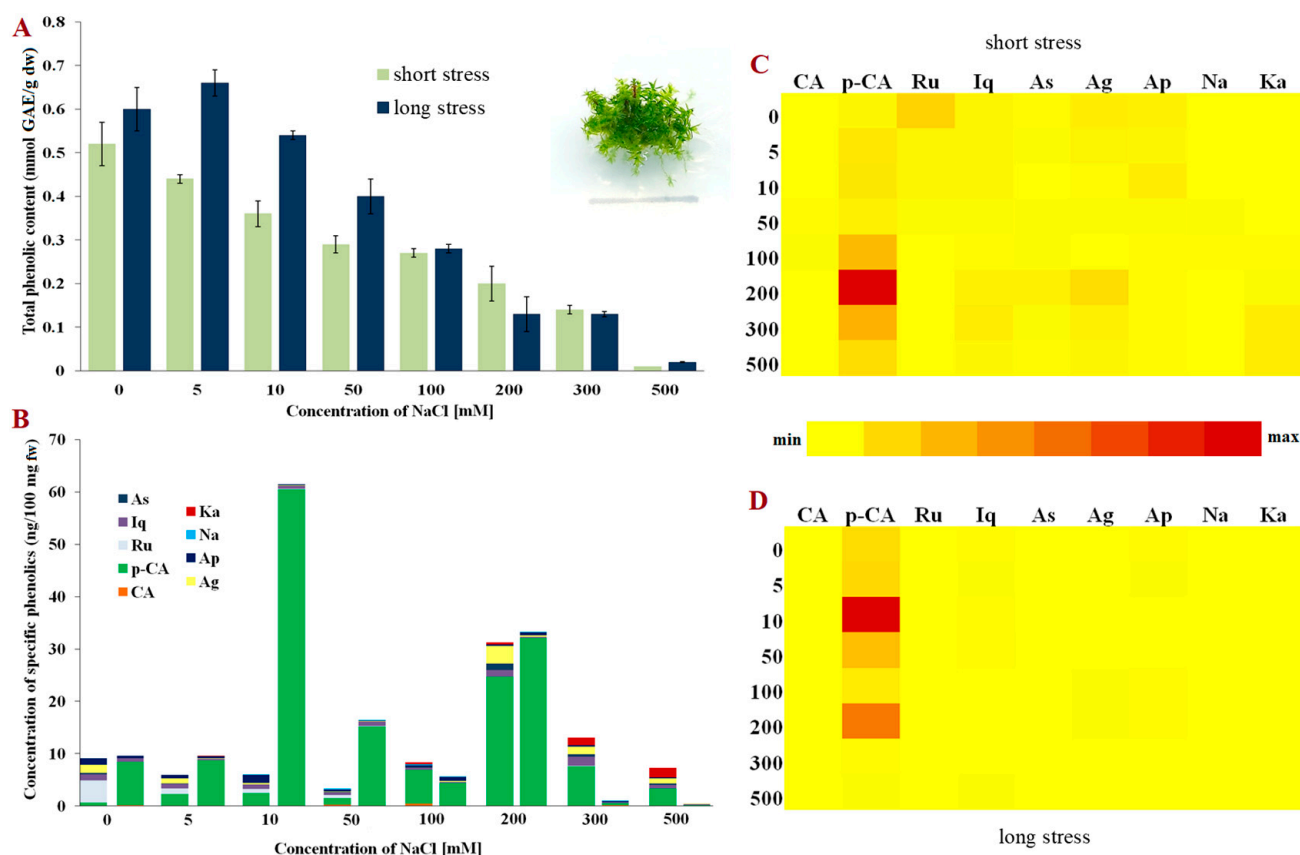 A
Total phenolic content (mmol GAE/g dw)
0.8
0.7
0.6
0.5
0.4
0.3
0.2
0.1
0
short stress
long stress
0 5 10 50 100 200 300 500
Concentration of NaCl [mM]
B
Concentration of specific phenolics (ng/100 mg fw)
70
60
50
40
30
20
10
0
As
Iq
Ru
p-CA
CA
Ka
Na
Ap
Ag
0 5 10 50 100 200 300 500
Concentration of NaCl [mM]
short stress
C
CA p-CA Ru Iq As Ag Ap Na Ka
0
5
10
50
100
200
300
500
min max
D
CA p-CA Ru Iq As Ag Ap Na Ka
0
5
10
50
100
200
300
500
long stress